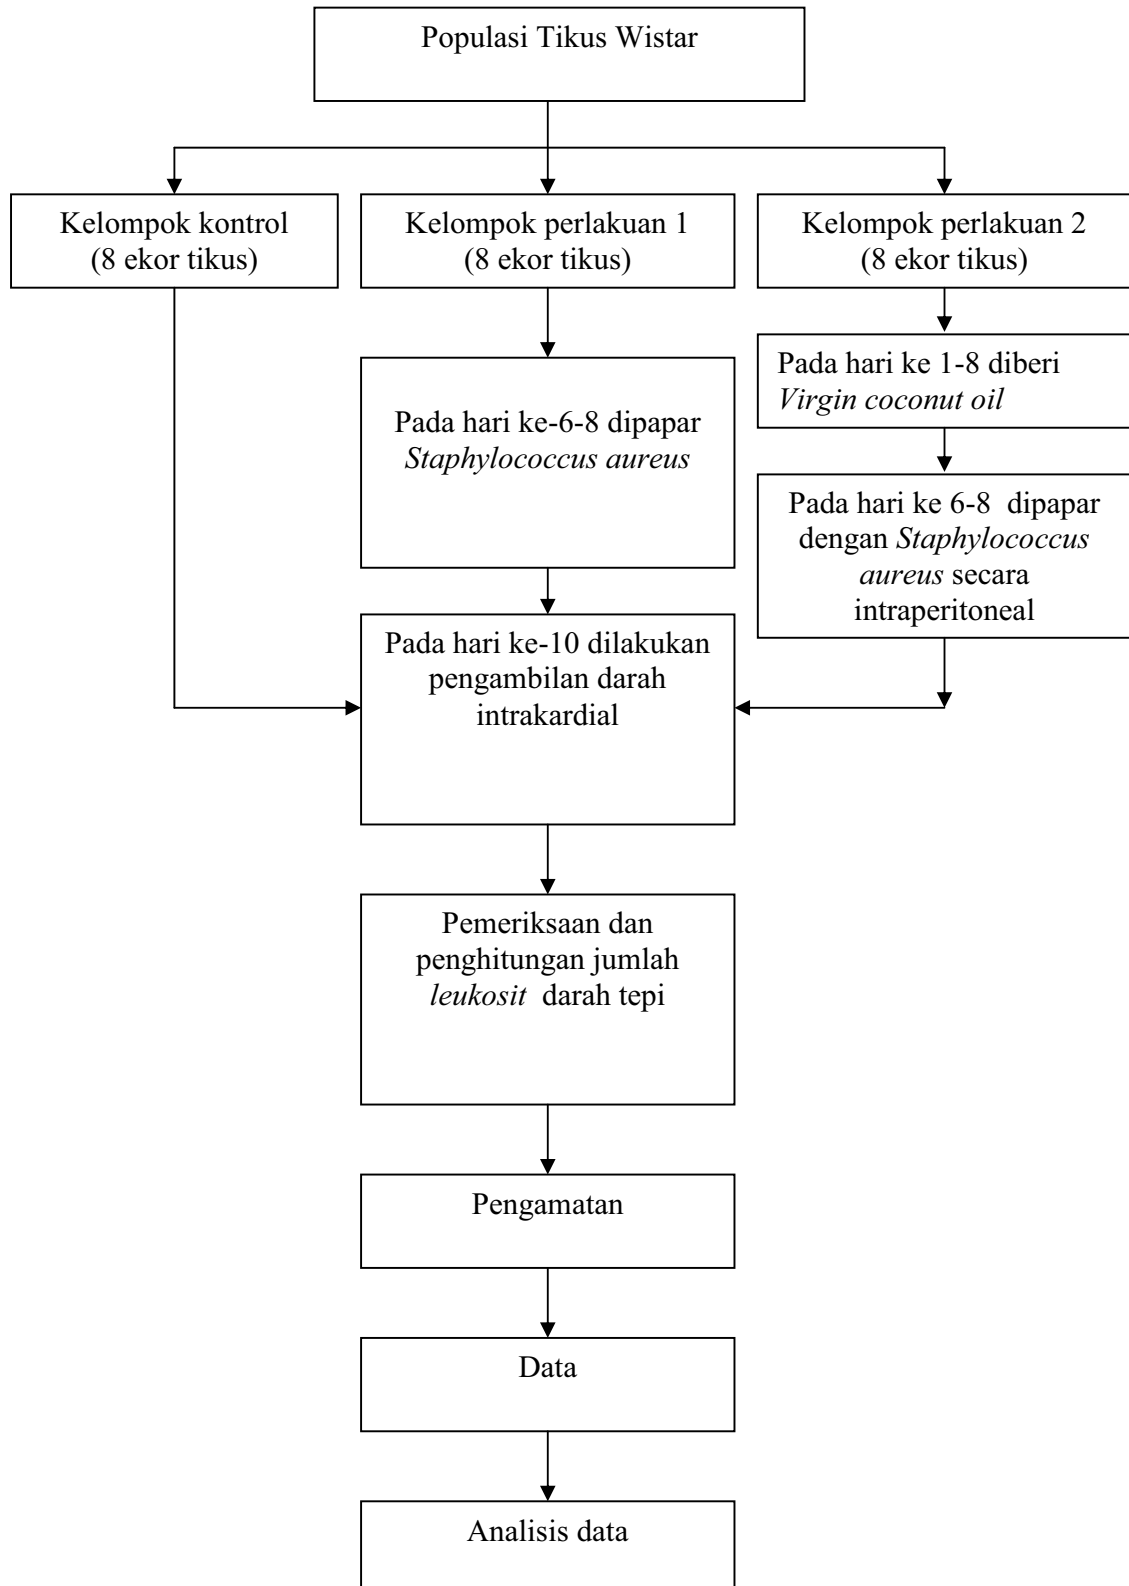 Populasi Tikus Wistar
Kelompok kontrol
(8 ekor tikus)
Kelompok perlakuan 1
(8 ekor tikus)
Kelompok perlakuan 2
(8 ekor tikus)
Pada hari ke-6-8 dipapar
Staphylococcus aureus
Pada hari ke 1-8 diberi
Virgin coconut oil
Pada hari ke 6-8 dipapar
dengan Staphylococcus
aureus secara
intraperitoneal
Pada hari ke-10 dilakukan
pengambilan darah
intrakardial
Pemeriksaan dan
penghitungan jumlah
leukosit darah tepi
Pengamatan
Data
Analisis data